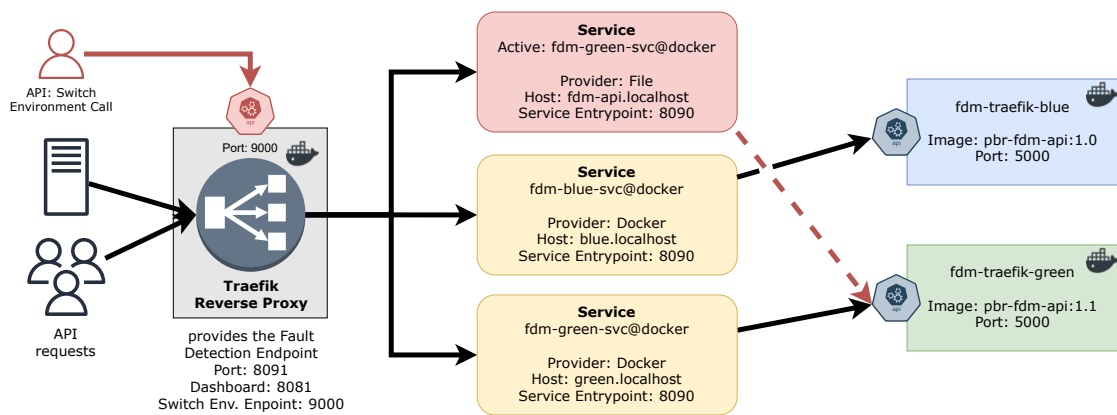 API: Switch
Environment Call
api
Port: 9000
Traefik
Reverse Proxy
API
requests
provides the Fault
Detection Endpoint
Port: 8091
Dashboard: 8081
Switch Env. Enpoint: 9000
Service
Active: fdm-green-svc@docker
Provider: File
Host: fdm-api.localhost
Service Entrypoint: 8090
Service
fdm-blue-svc@docker
Provider: Docker
Host: blue.localhost
Service Entrypoint: 8090
Service
fdm-green-svc@docker
Provider: Docker
Host: green.localhost
Service Entrypoint: 8090
api
fdm-traefik-blue
Image: pbr-fdm-api:1.0
Port: 5000
api
fdm-traefik-green
Image: pbr-fdm-api:1.1
Port: 5000